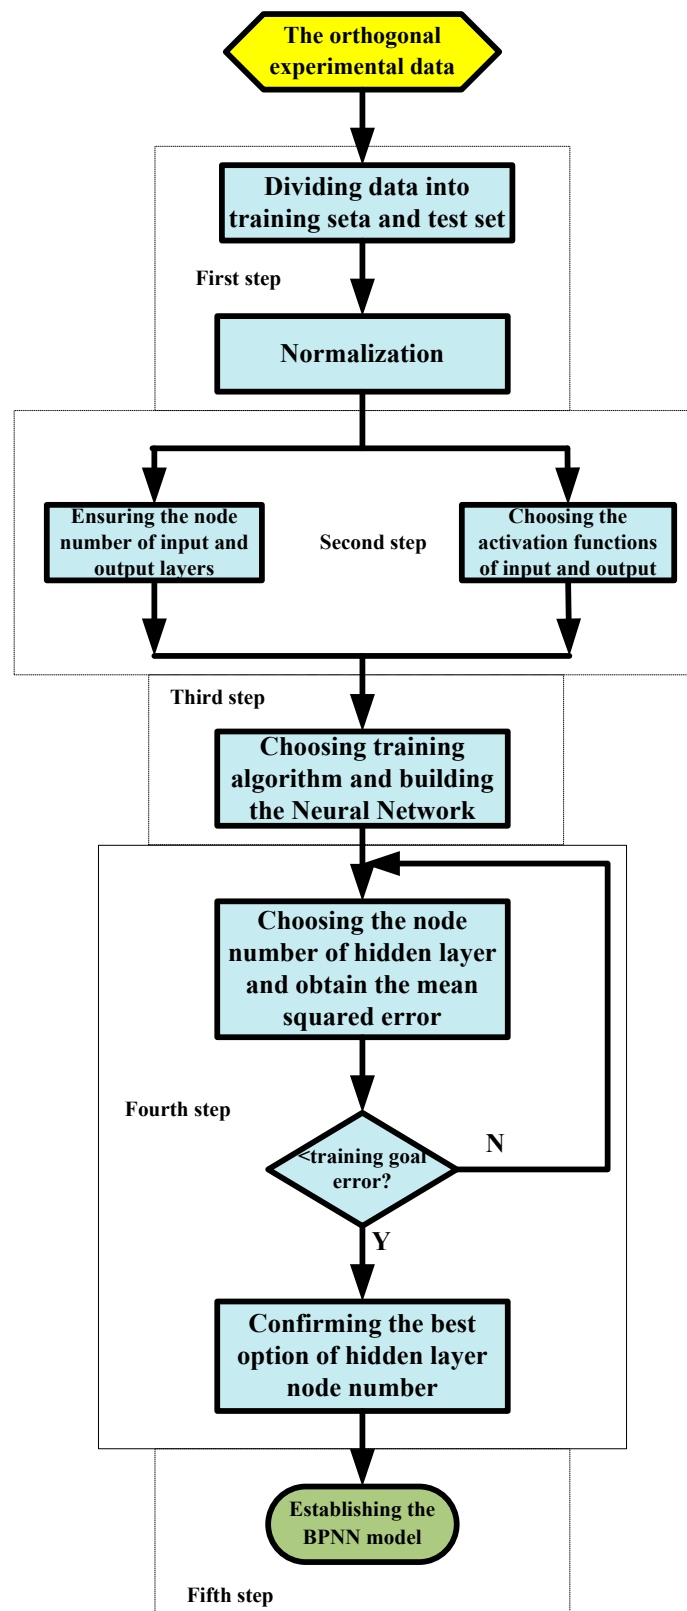 The orthogonal
experimental data
Dividing data into
training seta and test set
First step
Normalization
Ensuring the node
number of input and
output layers
Second step
Choosing the
activation functions
of input and output
Third step
Choosing training
algorithm and building
the Neural Network
Choosing the node
number of hidden layer
and obtain the mean
squared error
Fourth step
<training goal
error?
N
Y
Confirming the best
option of hidden layer
node number
Establishing the
BPNN model
Fifth step